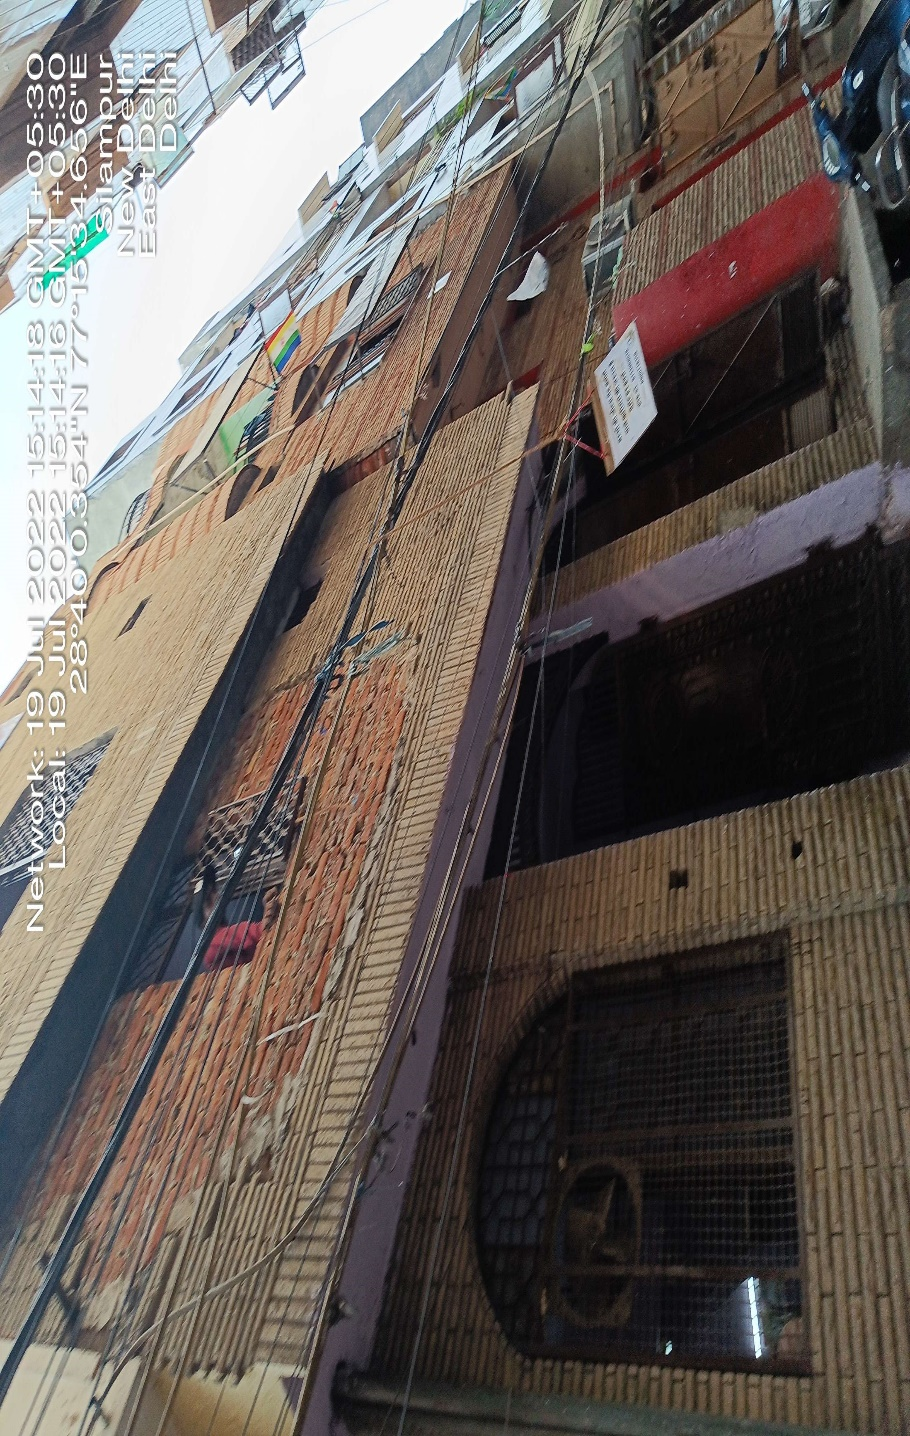 Network: 19 Jul 2022 15:14:18 GMT+05:30
Local: 19 Jul 2022 15:14:16 GMT+05:30
28°40'0.354"N 77°15'34.656"E
Silampur
New Delhi
East Delhi
Delhi